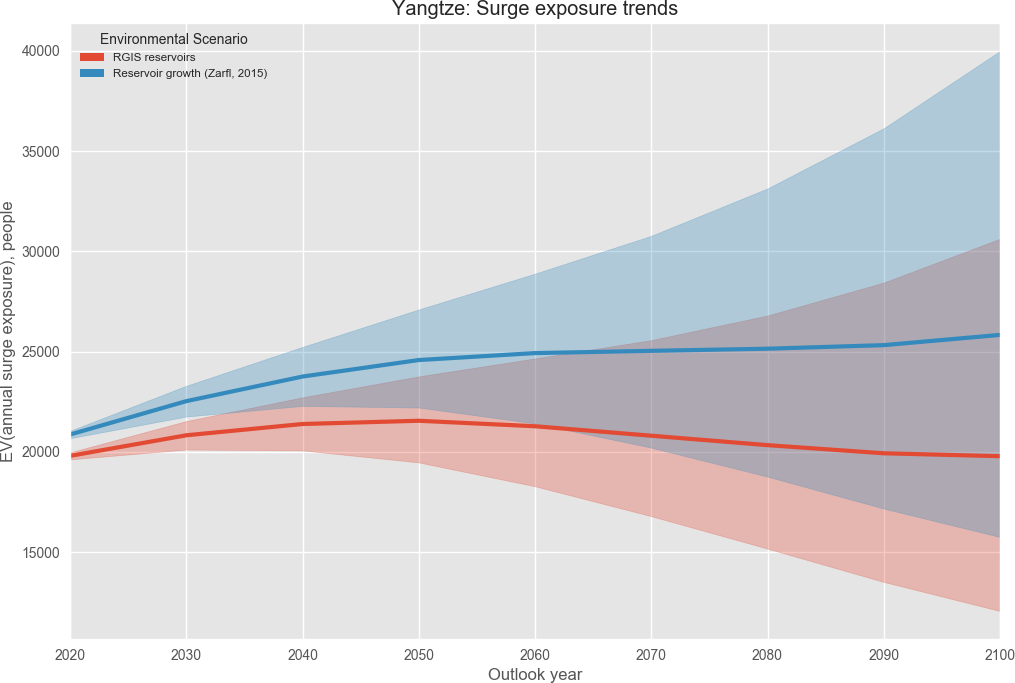 Yangtze: Surge exposure trends
Environmental Scenario
RGIS reservoirs
Reservoir growth (Zarfl, 2015)
EV(annual surge exposure), people
40000
35000
30000
25000
20000
15000
2020 2030 2040 2050 2060 2070 2080 2090 2100
Outlook year